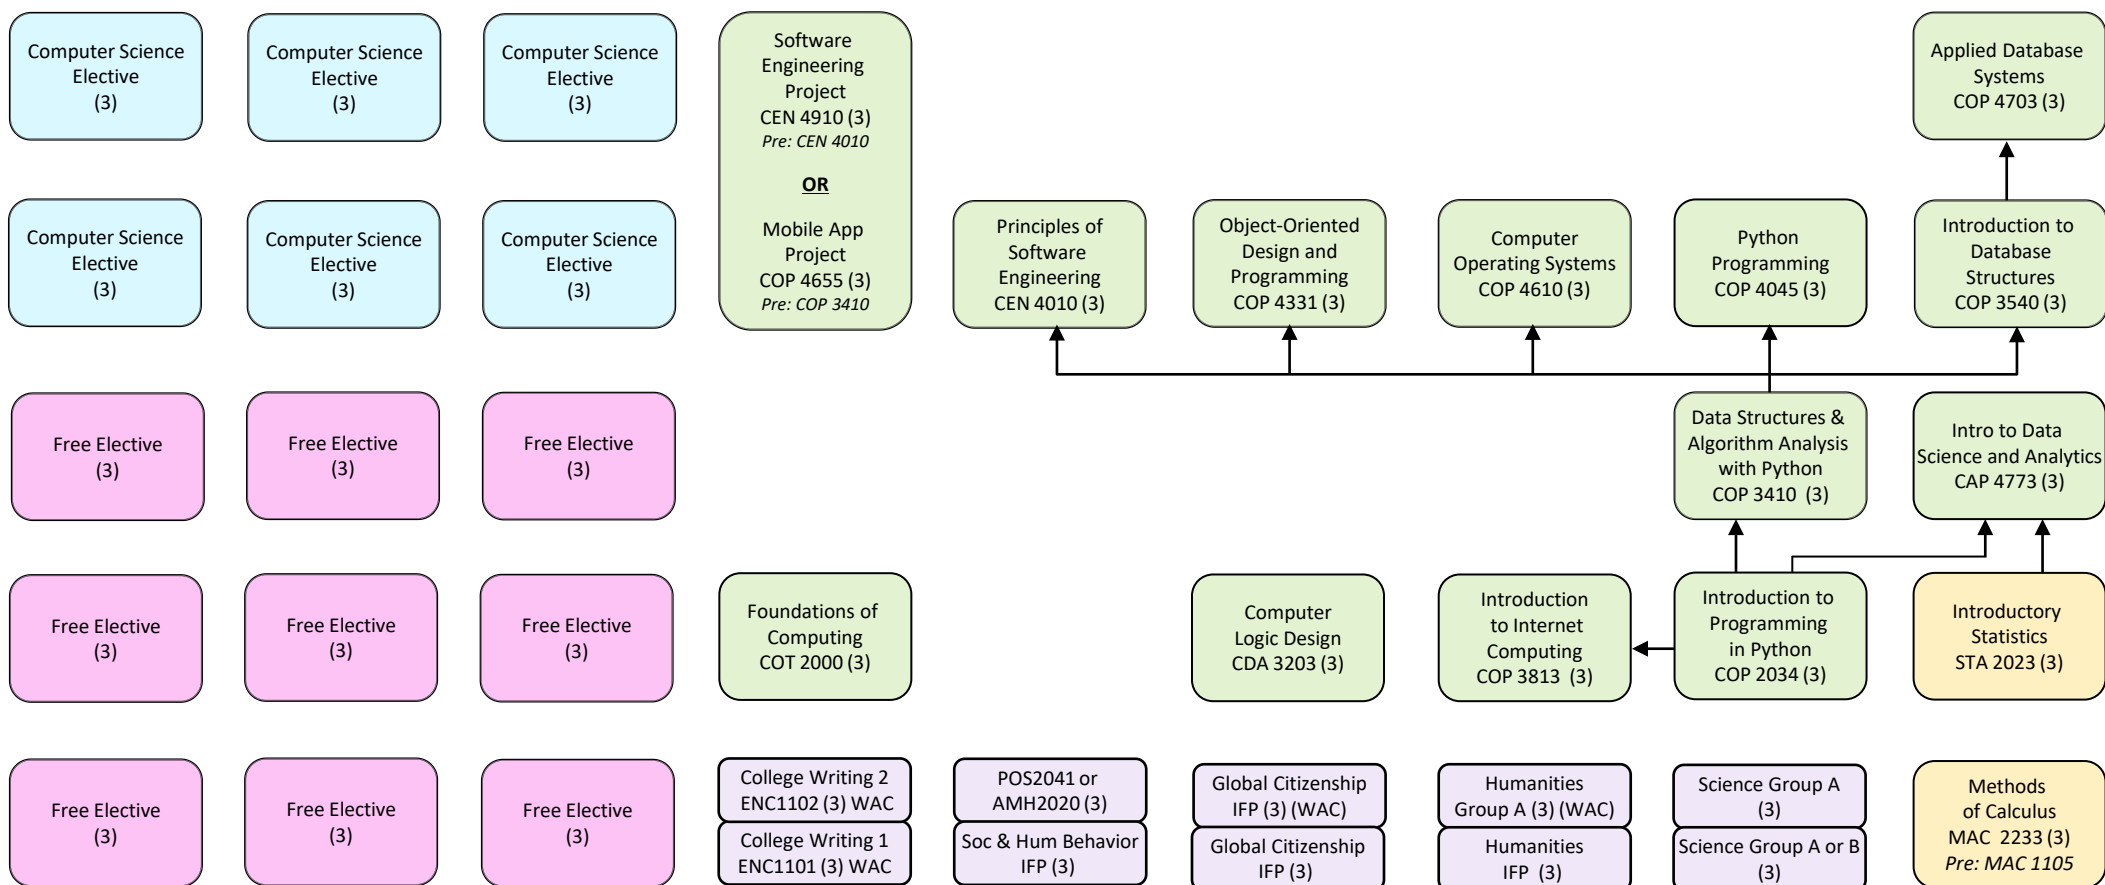 Computer Science
Elective
(3)
Computer Science
Elective
(3)
Computer Science
Elective
(3)
Software
Engineering
Project
CEN 4910 (3)
Pre: CEN 4010
OR
Mobile App
Project
COP 4655 (3)
Pre: COP 3410
Applied Database
Systems
COP 4703 (3)
Computer Science
Elective
(3)
Computer Science
Elective
(3)
Computer Science
Elective
(3)
Principles of
Software
Engineering
CEN 4010 (3)
Object-Oriented
Design and
Programming
COP 4331 (3)
Computer
Operating Systems
COP 4610 (3)
Python
Programming
COP 4045 (3)
Introduction to
Database
Structures
COP 3540 (3)
Free Elective
(3)
Free Elective
(3)
Free Elective
(3)
Data Structures &
Algorithm Analysis
with Python
COP 3410 (3)
Intro to Data
Science and Analytics
CAP 4773 (3)
Free Elective
(3)
Free Elective
(3)
Free Elective
(3)
Foundations of
Computing
COT 2000 (3)
Computer
Logic Design
CDA 3203 (3)
Introduction
to Internet
Computing
COP 3813 (3)
Introduction to
Programming
in Python
COP 2034 (3)
Introductory
Statistics
STA 2023 (3)
Free Elective
(3)
Free Elective
(3)
Free Elective
(3)
College Writing 2
ENC1102 (3) WAC
College Writing 1
ENC1101 (3) WAC
POS2041 or
AMH2020 (3)
Soc & Hum Behavior
IFP (3)
Global Citizenship
IFP (3) (WAC)
Global Citizenship
IFP (3)
Humanities
Group A (3) (WAC)
Humanities
IFP (3)
Science Group A
(3)
Science Group A or B
(3)
Methods
of Calculus
MAC 2233 (3)
Pre: MAC 1105